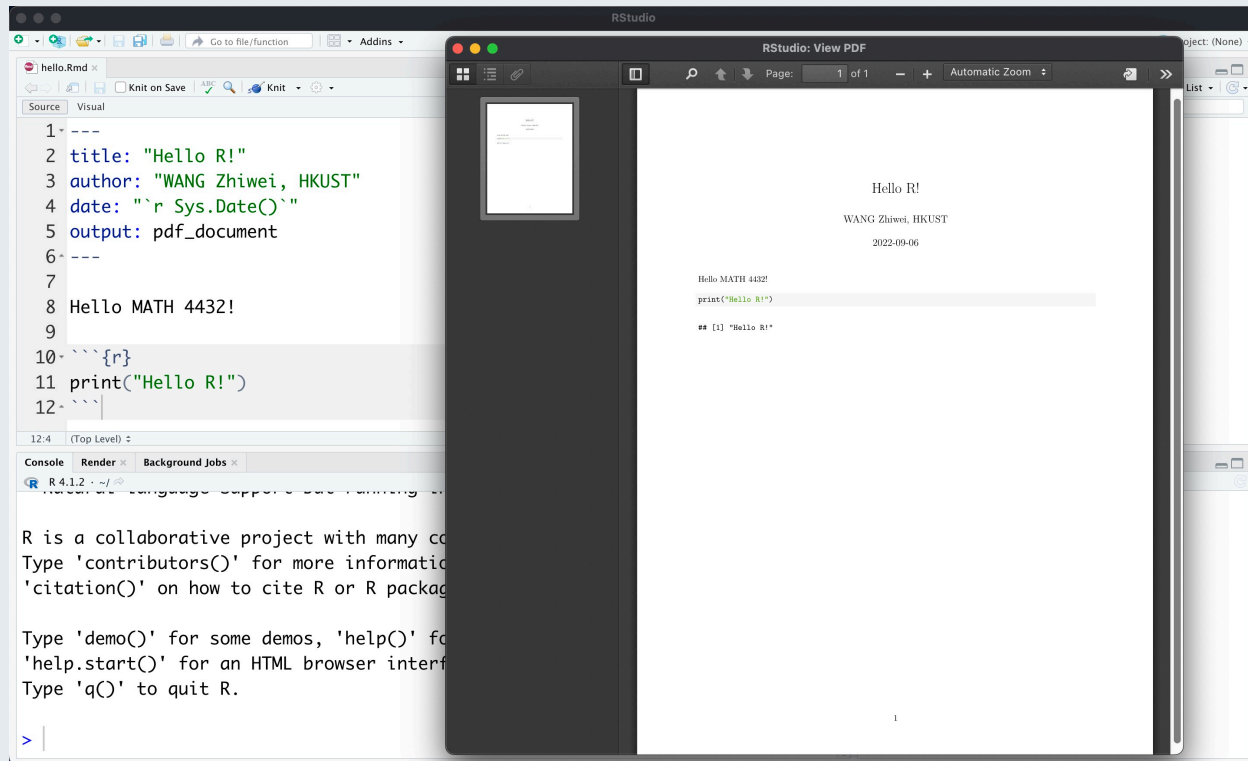 RStudio
Go to file/function
Addins
Project: (None)
hello.Rmd
Knit on Save
ABC
Knit
Source
Visual
1 ---
2 title: "Hello R!"
3 author: "WANG Zhiwei, HKUST"
4 date: "`r Sys.Date()`"
5 output: pdf_document
6 ---
7
8 Hello MATH 4432!
9
10 ```{r}
11 print("Hello R!")
12 ```
12:4 (Top Level)
Console Render Background Jobs
R R 4.1.2 · ~/
R is a collaborative project with many co
Type 'contributors()' for more informatio
'citation()' on how to cite R or R packag
Type 'demo()' for some demos, 'help()' fo
'help.start()' for an HTML browser interf
Type 'q()' to quit R.
>
RStudio: View PDF
Page: 1 of 1
Automatic Zoom
Hello R!
WANG Zhiwei, HKUST
2022-09-06
Hello MATH 4432!
print("Hello R!")
## [1] "Hello R!"
1
List